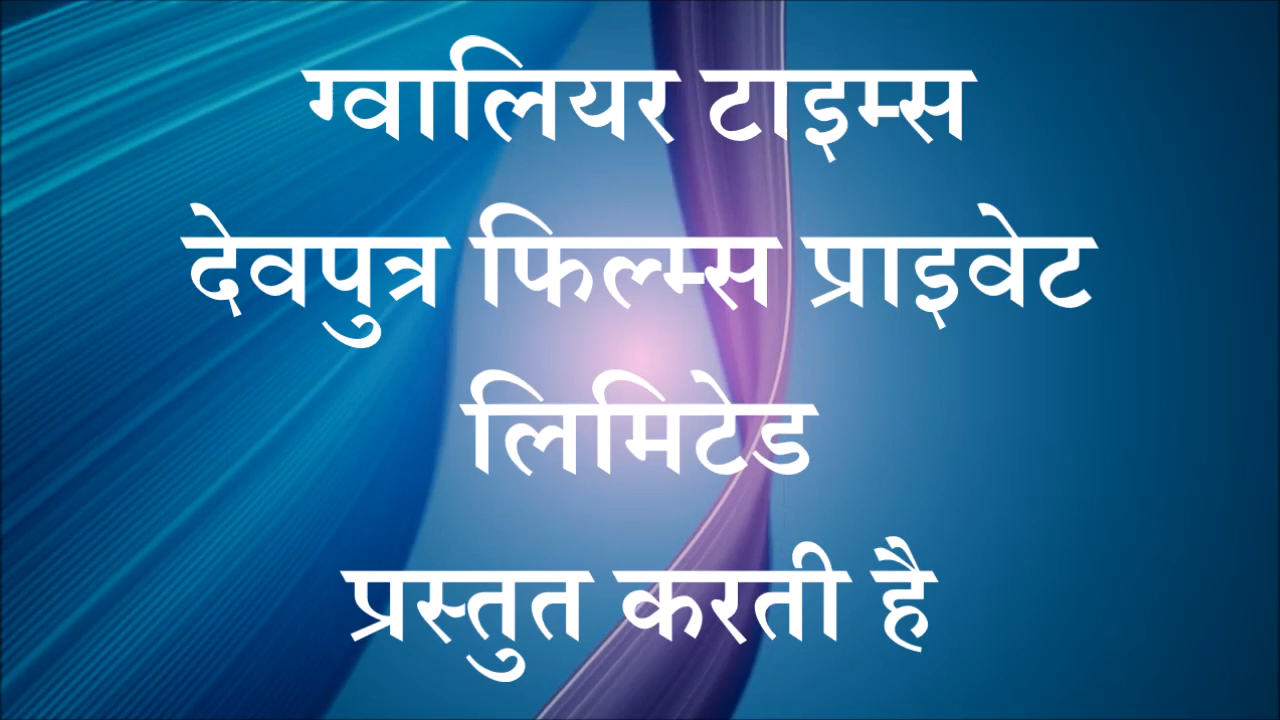 ग्वालियर टाइम्स
देवपुत्र फिल्म्स प्राइवेट
लिमिटेड
प्रस्तुत करती है